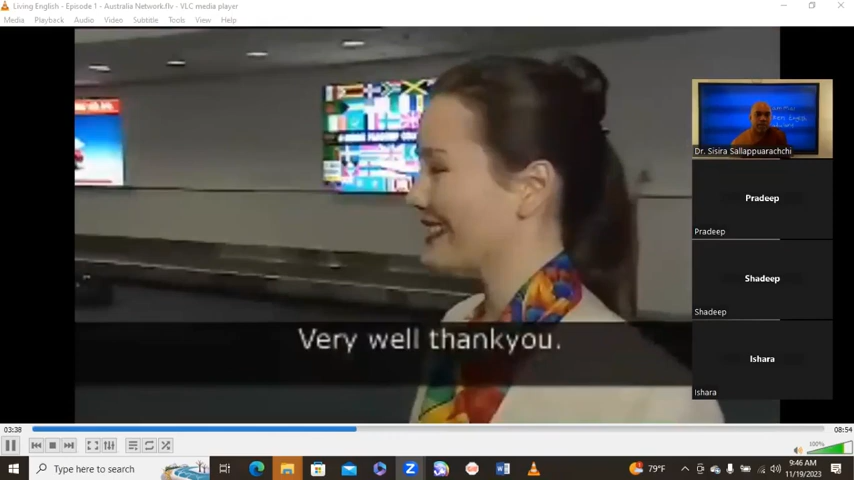 Living English - Episode 1 - Australia Network.flv - VLC media player
Media Playback Audio Video Subtitle Tools View Help
Dr. Sisira Sallappuarachchi
Pradeep
Pradeep
Shadeep
Shadeep
Ishara
Ishara
Very well thankyou.
03:38
08:54
100%
Type here to search
79°F
9:46 AM
11/19/2023